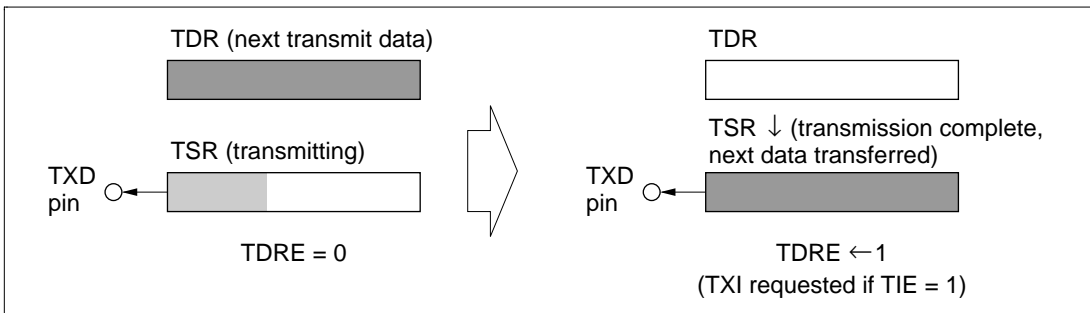 TDR (next transmit data)
TSR (transmitting)
TXD
pin
TDRE = 0
TDR
TSR ↓ (transmission complete,
next data transferred)
TXD
pin
TDRE ←1
(TXI requested if TIE = 1)